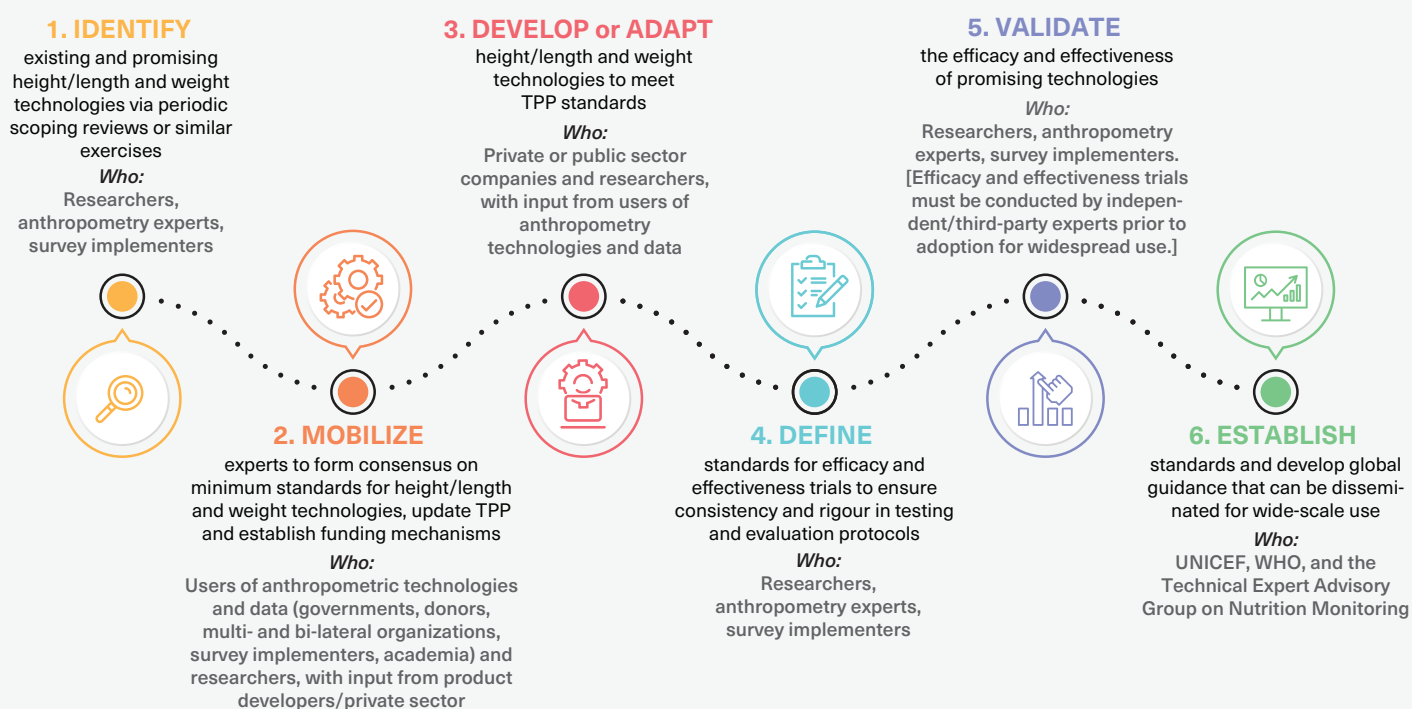 1. IDENTIFY
existing and promising
height/length and weight
technologies via periodic
scoping reviews or similar
exercises
Who:
Researchers,
anthropometry experts,
survey implementers
2. MOBILIZE
experts to form consensus on
minimum standards for height/length
and weight technologies, update TPP
and establish funding mechanisms
Who:
Users of anthropometric technologies
and data (governments, donors,
multi- and bi-lateral organizations,
survey implementers, academia) and
researchers, with input from product
developers/private sector
3. DEVELOP or ADAPT
height/length and weight
technologies to meet
TPP standards
Who:
Private or public sector
companies and researchers,
with input from users of
anthropometry
technologies and data
4. DEFINE
standards for efficacy and
effectiveness trials to ensure
consistency and rigour in testing
and evaluation protocols
Who:
Researchers,
anthropometry experts,
survey implementers
5. VALIDATE
the efficacy and effectiveness
of promising technologies
Who:
Researchers, anthropometry
experts, survey implementers.
[Efficacy and effectiveness trials
must be conducted by indepen-
dent/third-party experts prior to
adoption for widespread use.]
6. ESTABLISH
standards and develop global
guidance that can be dissemi-
nated for wide-scale use
Who:
UNICEF, WHO, and the
Technical Expert Advisory
Group on Nutrition Monitoring